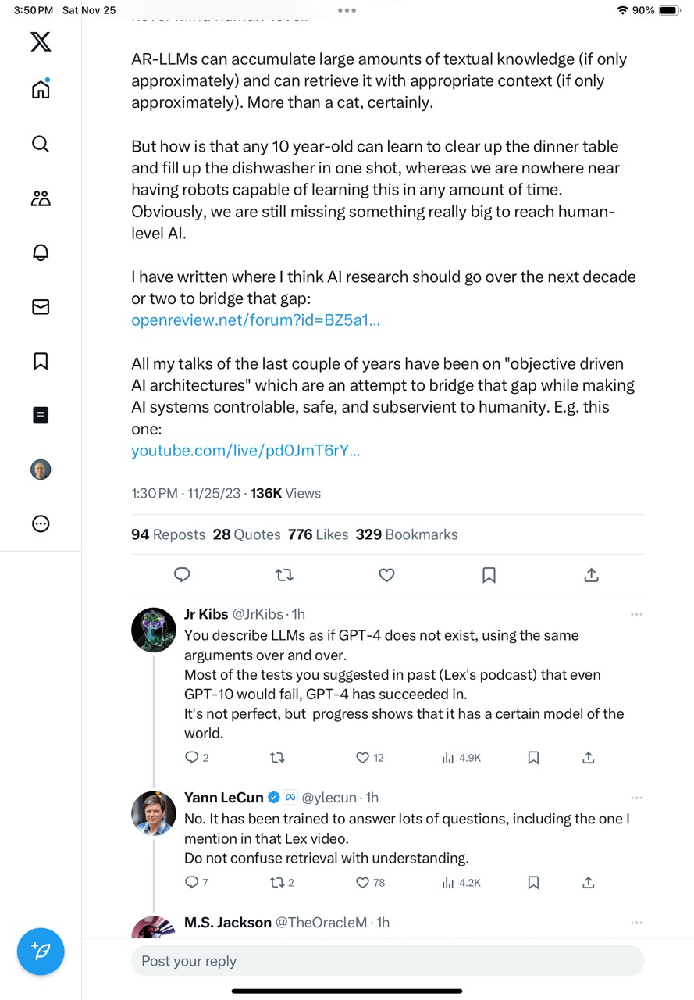 3:50 PM Sat Nov 25
90%
AR-LLMs can accumulate large amounts of textual knowledge (if only
approximately) and can retrieve it with appropriate context (if only
approximately). More than a cat, certainly.
But how is that any 10 year-old can learn to clear up the dinner table
and fill up the dishwasher in one shot, whereas we are nowhere near
having robots capable of learning this in any amount of time.
Obviously, we are still missing something really big to reach human-
level AI.
I have written where I think AI research should go over the next decade
or two to bridge that gap:
openreview.net/forum?id=BZ5a1...
All my talks of the last couple of years have been on "objective driven
AI architectures" which are an attempt to bridge that gap while making
AI systems controlable, safe, and subservient to humanity. E.g. this
one:
youtube.com/live/pd0JmT6rY...
1:30 PM · 11/25/23 · 136K Views
94 Reposts 28 Quotes 776 Likes 329 Bookmarks
Jr Kibs @JrKibs · 1h
You describe LLMs as if GPT-4 does not exist, using the same
arguments over and over.
Most of the tests you suggested in past (Lex's podcast) that even
GPT-10 would fail, GPT-4 has succeeded in.
It's not perfect, but progress shows that it has a certain model of the
world.
2 12 4.9K
Yann LeCun @ylecun · 1h
No. It has been trained to answer lots of questions, including the one I
mention in that Lex video.
Do not confuse retrieval with understanding.
7 2 78 4.2K
M.S. Jackson @TheOracleM · 1h
Post your reply